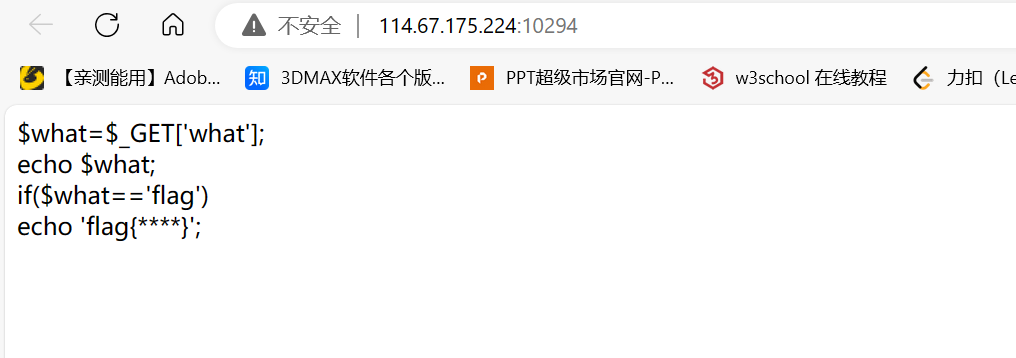 不安全 | 114.67.175.224:10294
【亲测能用】Adob... 知 3DMAX软件各个版... P PPT超级市场官网-P... 3 w3school 在线教程 力扣（Le
$what=$_GET['what'];
echo $what;
if($what=='flag')
echo 'flag{****}';